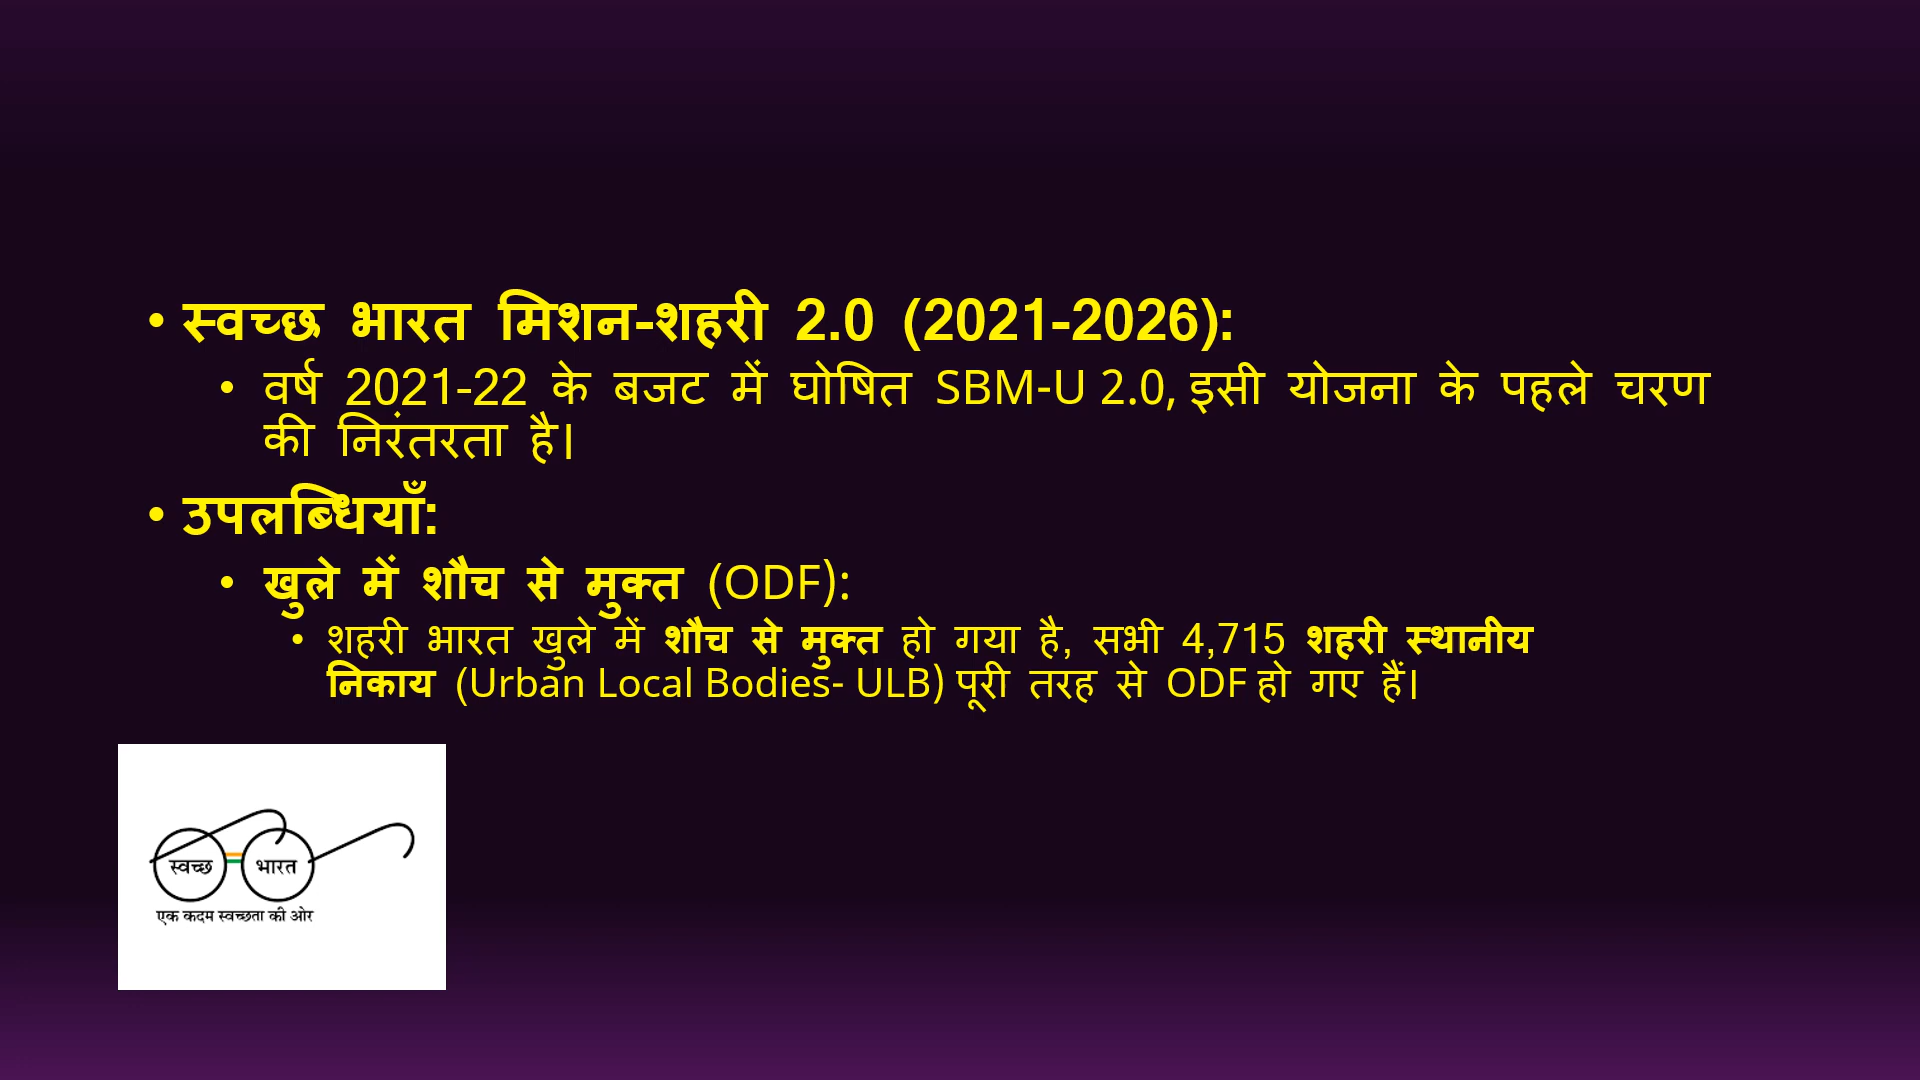 • स्वच्छ भारत मिशन-शहरी 2.0 (2021-2026):
• वर्ष 2021-22 के बजट में घोषित SBM-U 2.0, इसी योजना के पहले चरण
की निरंतरता है।
• उपलब्धियाँ:
• खुले में शौच से मुक्त (ODF):
• शहरी भारत खुले में शौच से मुक्त हो गया है, सभी 4,715 शहरी स्थानीय
निकाय (Urban Local Bodies- ULB) पूरी तरह से ODF हो गए हैं।
स्वच्छ भारत
एक कदम स्वच्छता की ओर